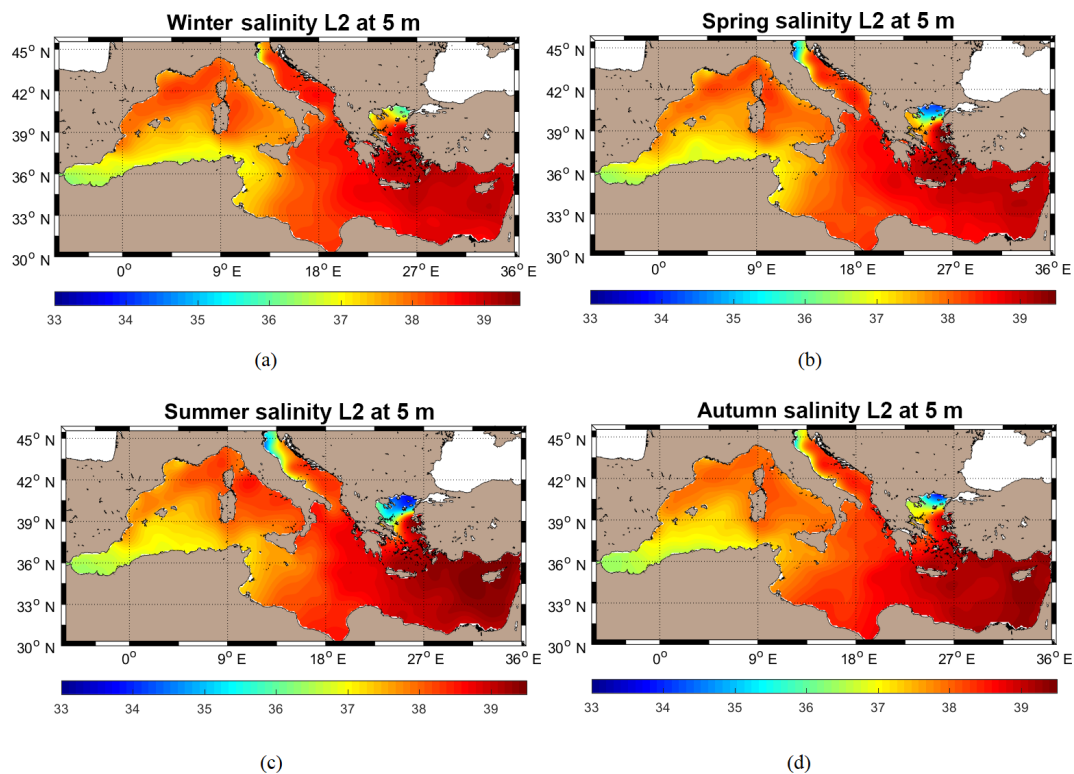 Winter salinity L2 at 5 m
45° N
42° N
39° N
36° N
33° N
30° N
0° 9° E 18° E 27° E 36° E
33 34 35 36 37 38 39
(a)
Spring salinity L2 at 5 m
45° N
42° N
39° N
36° N
33° N
30° N
0° 9° E 18° E 27° E 36° E
33 34 35 36 37 38 39
(b)
Summer salinity L2 at 5 m
45° N
42° N
39° N
36° N
33° N
30° N
0° 9° E 18° E 27° E 36° E
33 34 35 36 37 38 39
(c)
Autumn salinity L2 at 5 m
45° N
42° N
39° N
36° N
33° N
30° N
0° 9° E 18° E 27° E 36° E
33 34 35 36 37 38 39
(d)